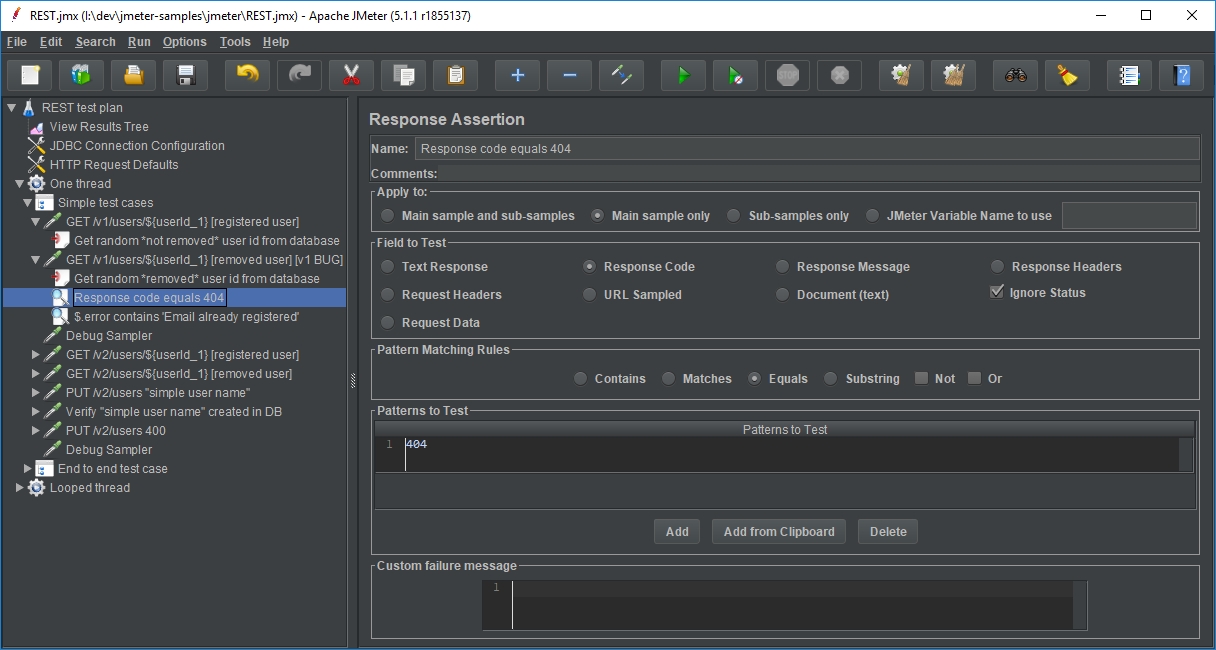 REST.jmx (I:\dev\jmeter-samples\jmeter\REST.jmx) - Apache JMeter (5.1.1 r1855137)
File Edit Search Run Options Tools Help
STOP
REST test plan
View Results Tree
JDBC Connection Configuration
HTTP Request Defaults
One thread
Simple test cases
GET /v1/users/${userId_1} [registered user]
Get random *not removed* user id from database
GET /v1/users/${userId_1} [removed user] [v1 BUG]
Get random *removed* user id from database
Response code equals 404
$.error contains 'Email already registered'
Debug Sampler
GET /v2/users/${userId_1} [registered user]
GET /v2/users/${userId_1} [removed user]
PUT /v2/users "simple user name"
Verify "simple user name" created in DB
PUT /v2/users 400
Debug Sampler
End to end test case
Looped thread
Response Assertion
Name: Response code equals 404
Comments:
Apply to:
Main sample and sub-samples Main sample only Sub-samples only JMeter Variable Name to use
Field to Test
Text Response Response Code Response Message Response Headers
Request Headers URL Sampled Document (text) Ignore Status
Request Data
Pattern Matching Rules
Contains Matches Equals Substring Not Or
Patterns to Test
Patterns to Test
1 404
Add Add from Clipboard Delete
Custom failure message
1